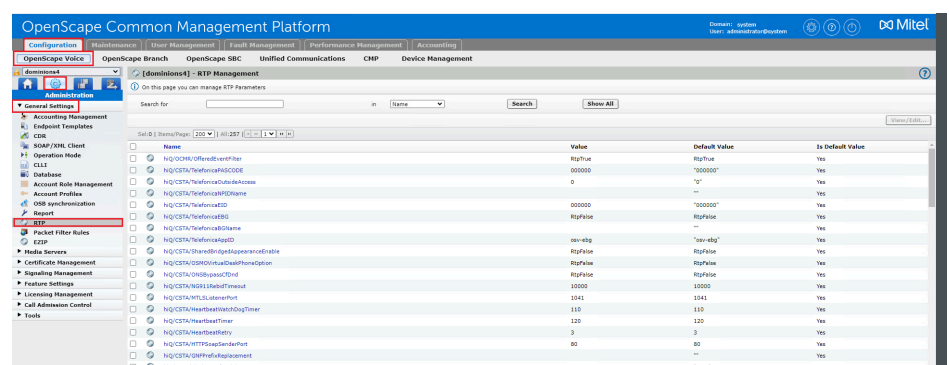 OpenScape Common Management Platform
Domain: system
User: administrator@system
Mitel
Configuration Maintenance User Management Fault Management Performance Management Accounting
OpenScape Voice OpenScape Branch OpenScape SBC Unified Communications CMP Device Management
dominions4
[dominions4] - RTP Management
On this page you can manage RTP Parameters
Administration
General Settings
Accounting Management
Endpoint Templates
CDR
SOAP/XML Client
Operation Mode
CLLI
Database
Account Role Management
Account Profiles
OSB synchronization
Report
RTP
Packet Filter Rules
EZIP
Media Servers
Certificate Management
Signaling Management
Feature Settings
Licensing Management
Call Admission Control
Tools
Search for in Name Search Show All
View/Edit...
Sel:0 | Items/Page: 200 | All:257 | 1
Name Value Default Value Is Default Value
hiQ/OCMR/OfferedEventFilter RtpTrue RtpTrue Yes
hiQ/CSTA/TelefonicaPASCODE 000000 "000000" Yes
hiQ/CSTA/TelefonicaOutsideAccess 0 "0" Yes
hiQ/CSTA/TelefonicaNPIDName "" Yes
hiQ/CSTA/TelefonicaEID 000000 "000000" Yes
hiQ/CSTA/TelefonicaEBG RtpFalse RtpFalse Yes
hiQ/CSTA/TelefonicaBGName "" Yes
hiQ/CSTA/TelefonicaAppID osv-ebg "osv-ebg" Yes
hiQ/CSTA/SharedBridgedAppearanceEnable RtpFalse RtpFalse Yes
hiQ/CSTA/OSMOVirtualDeskPhoneOption RtpFalse RtpFalse Yes
hiQ/CSTA/ONSBypassCfDnd RtpFalse RtpFalse Yes
hiQ/CSTA/NG911RebidTimeout 10000 10000 Yes
hiQ/CSTA/MTLSListenerPort 1041 1041 Yes
hiQ/CSTA/HeartbeatWatchDogTimer 110 110 Yes
hiQ/CSTA/HeartbeatTimer 120 120 Yes
hiQ/CSTA/HeartbeatRetry 3 3 Yes
hiQ/CSTA/HTTPSoapSenderPort 80 80 Yes
hiQ/CSTA/GNFPrefixReplacement "" Yes